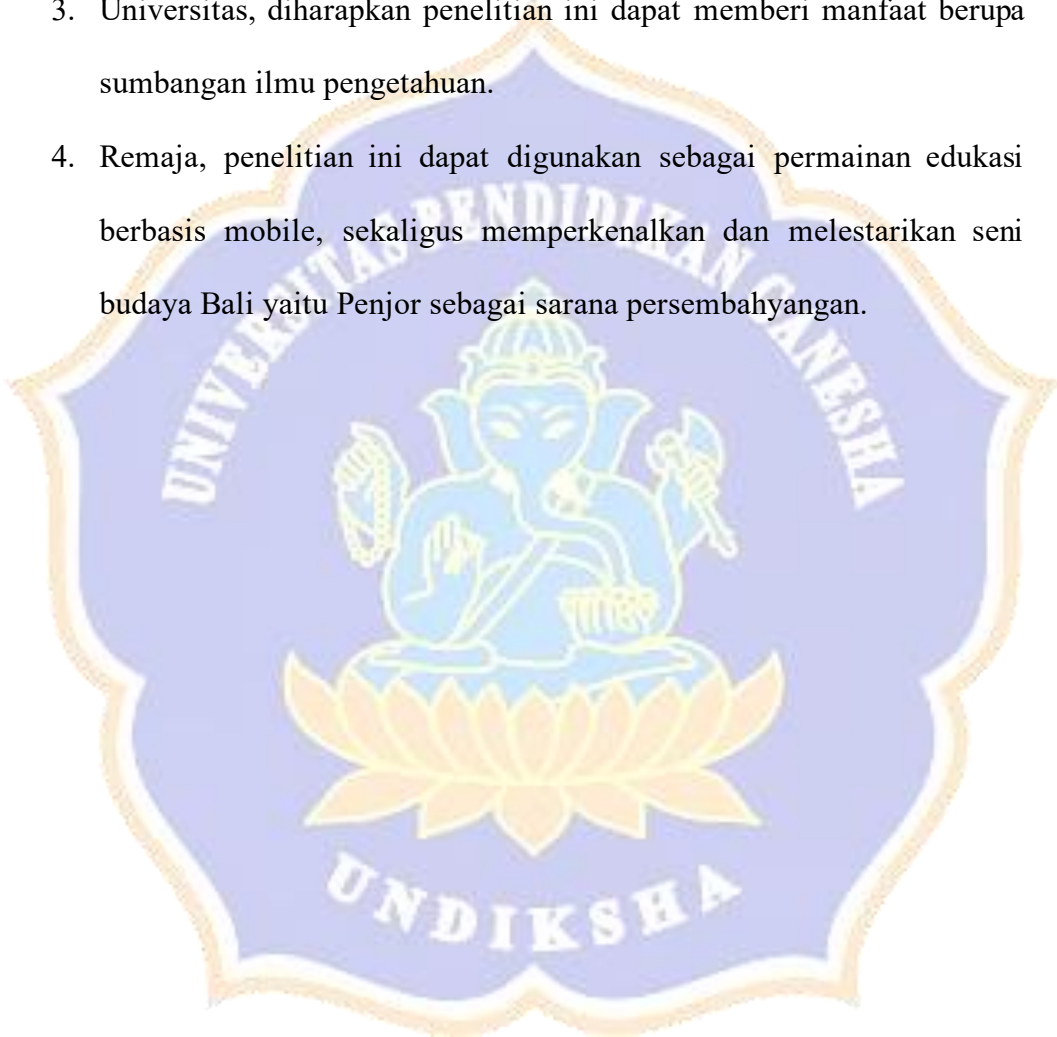 3. Universitas, diharapkan penelitian ini dapat memberi manfaat berupa
sumbangan ilmu pengetahuan.
4. Remaja, penelitian ini dapat digunakan sebagai permainan edukasi
berbasis mobile, sekaligus memperkenalkan dan melestarikan seni
budaya Bali yaitu Penjor sebagai sarana persembahyangan.
UNIVERSITAS PENDIDIKAN GANESHA
UNDIKSHA